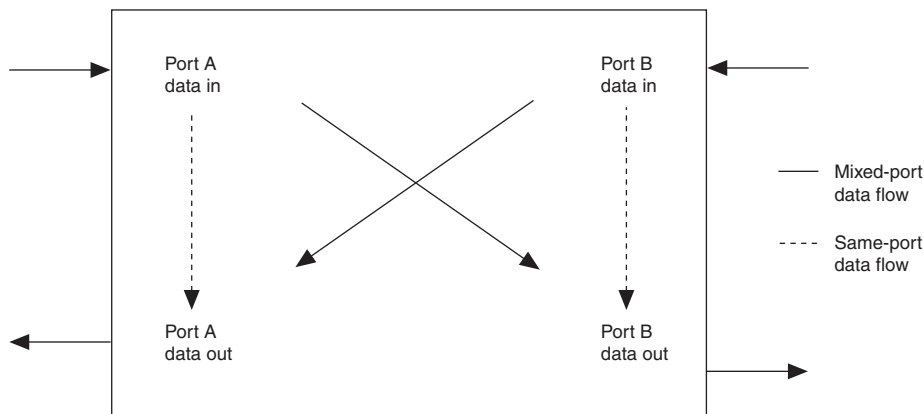 Port A
data in
Port B
data in
Mixed-port
data flow
Same-port
data flow
Port A
data out
Port B
data out